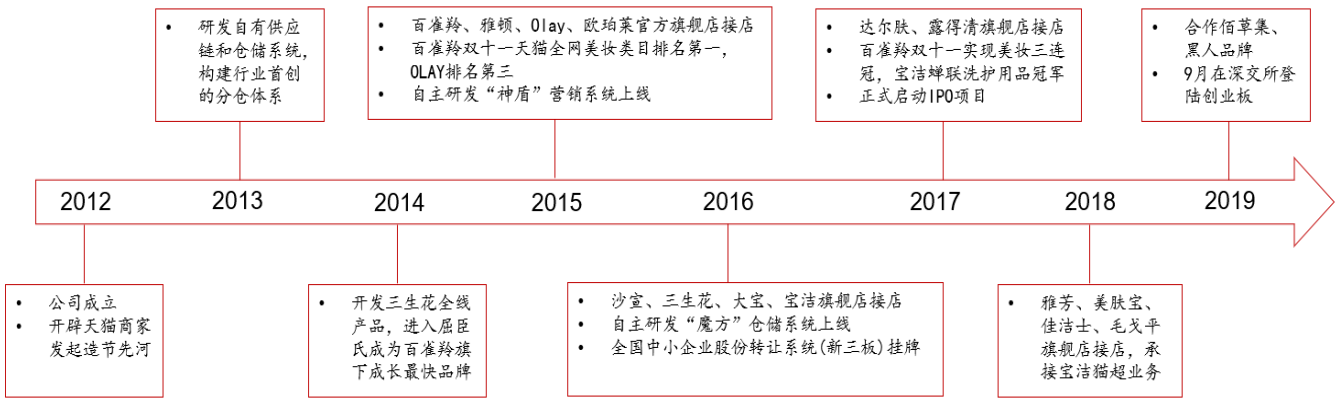 • 研发自有供应
链和仓储系统，
构建行业首创
的分仓体系
• 百雀羚、雅顿、Olay、欧珀莱官方旗舰店接店
• 百雀羚双十一天猫全网美妆类目排名第一，
OLAY排名第三
• 自主研发“神盾”营销系统上线
• 达尔肤、露得清旗舰店接店
• 百雀羚双十一实现美妆三连
冠，宝洁蝉联洗护用品冠军
• 正式启动IPO项目
• 合作佰草集、
黑人品牌
• 9月在深交所登
陆创业板
2012 2013 2014 2015 2016 2017 2018 2019
• 公司成立
• 开辟天猫商家
发起造节先河
• 开发三生花全线
产品，进入屈臣
氏成为百雀羚旗
下成长最快品牌
• 沙宣、三生花、大宝、宝洁旗舰店接店
• 自主研发“魔方”仓储系统上线
• 全国中小企业股份转让系统(新三板)挂牌
• 雅芳、美肤宝、
佳洁士、毛戈平
旗舰店接店，承
接宝洁猫超业务